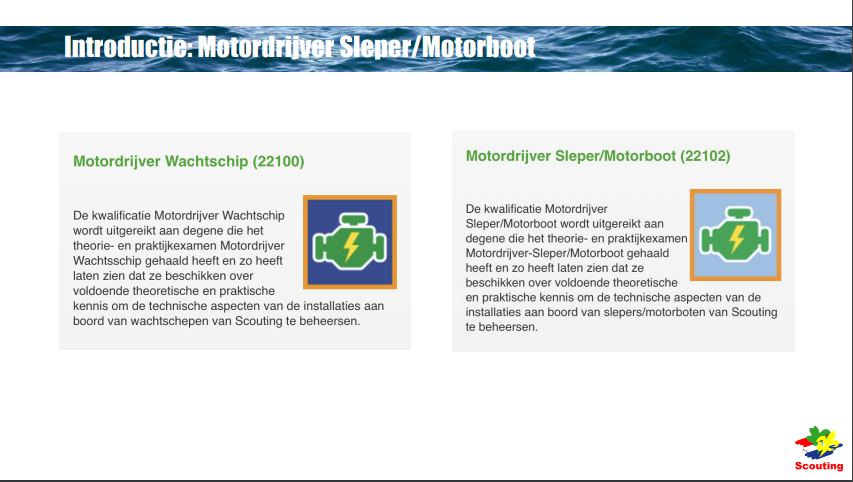 Introductie: Motordrijver Sleper/Motorboot
Motordrijver Wachtschip (22100)
De kwalificatie Motordrijver Wachtschip
wordt uitgereikt aan degene die het
theorie- en praktijkexamen Motordrijver
Wachtsschip gehaald heeft en zo heeft
laten zien dat ze beschikken over
voldoende theoretische en praktische
kennis om de technische aspecten van de installaties aan
boord van wachtschepen van Scouting te beheersen.
Motordrijver Sleper/Motorboot (22102)
De kwalificatie Motordrijver
Sleper/Motorboot wordt uitgereikt aan
degene die het theorie- en praktijkexamen
Motordrijver-Sleper/Motorboot gehaald
heeft en zo heeft laten zien dat ze
beschikken over voldoende theoretische
en praktische kennis om de technische aspecten van de
installaties aan boord van slepers/motorboten van Scouting
te beheersen.
Scouting